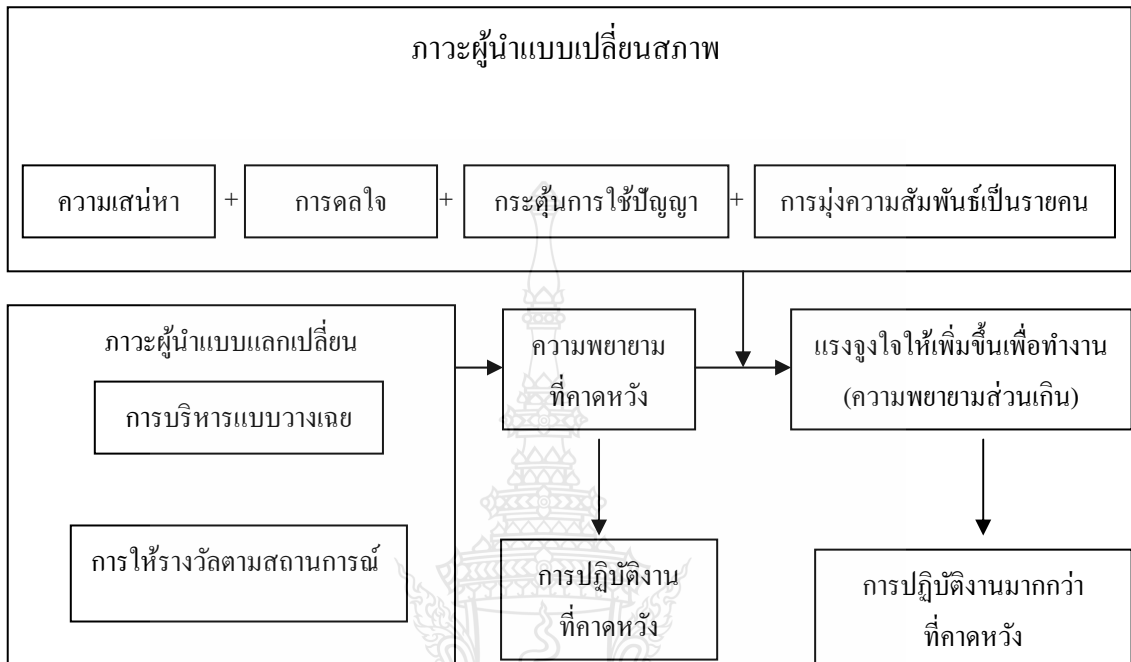 ภาวะผู้นำแบบเปลี่ยนสภาพ
ความเสน่หา + การดลใจ + กระตุ้นการใช้ปัญญา + การมุ่งความสัมพันธ์เป็นรายคน
ภาวะผู้นำแบบแลกเปลี่ยน
การบริหารแบบวางเฉย
การให้รางวัลตามสถานการณ์
ความพยายาม
ที่คาดหวัง
แรงจูงใจให้เพิ่มขึ้นเพื่อทำงาน
(ความพยายามส่วนเกิน)
การปฏิบัติงาน
ที่คาดหวัง
การปฏิบัติงานมากกว่า
ที่คาดหวัง